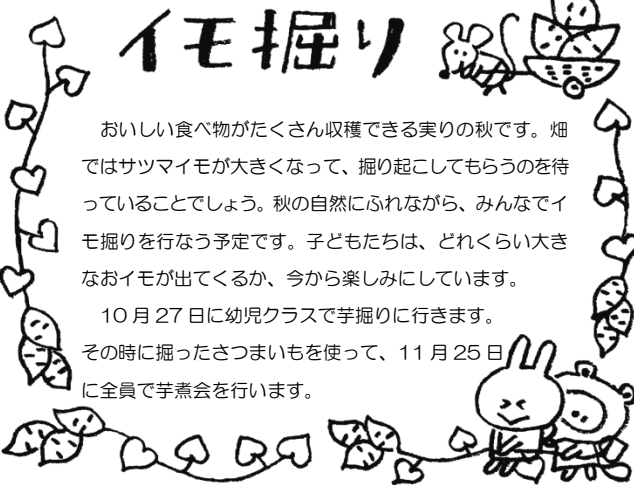 イモ掘り
　おいしい食べ物がたくさん収穫できる実りの秋です。畑
ではサツマイモが大きくなって、掘り起こしてもらうのを待
っていることでしょう。秋の自然にふれながら、みんなでイ
モ掘りを行なう予定です。子どもたちは、どれくらい大き
なおイモが出てくるか、今から楽しみにしています。
　10月27日に幼児クラスで芋掘りに行きます。
その時に掘ったさつまいもを使って、11月25日
に全員で芋煮会を行います。